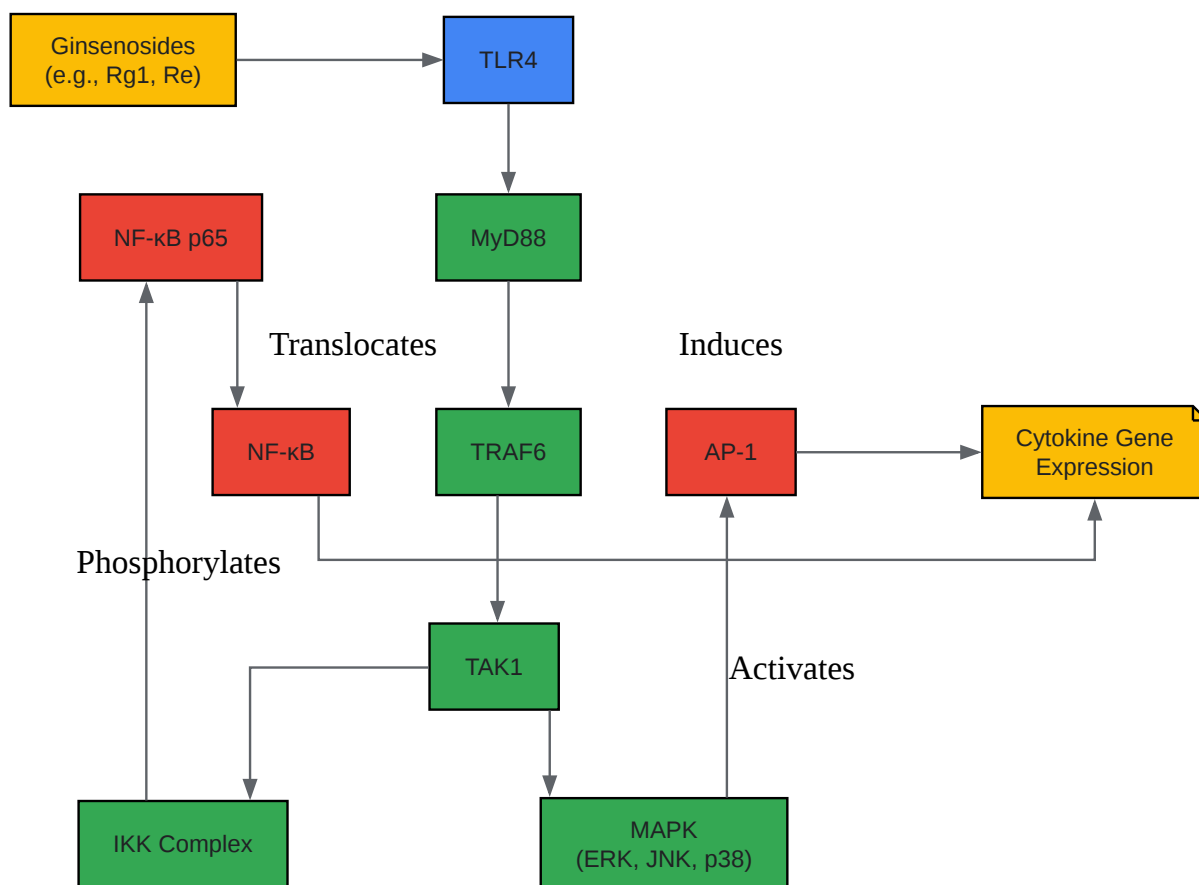 Ginsenosides
(e.g., Rg1, Re)
TLR4
NF-κB p65
MyD88
Translocates
Induces
NF-κB
TRAF6
AP-1
Cytokine Gene
Expression
Phosphorylates
TAK1
Activates
IKK Complex
MAPK
(ERK, JNK, p38)